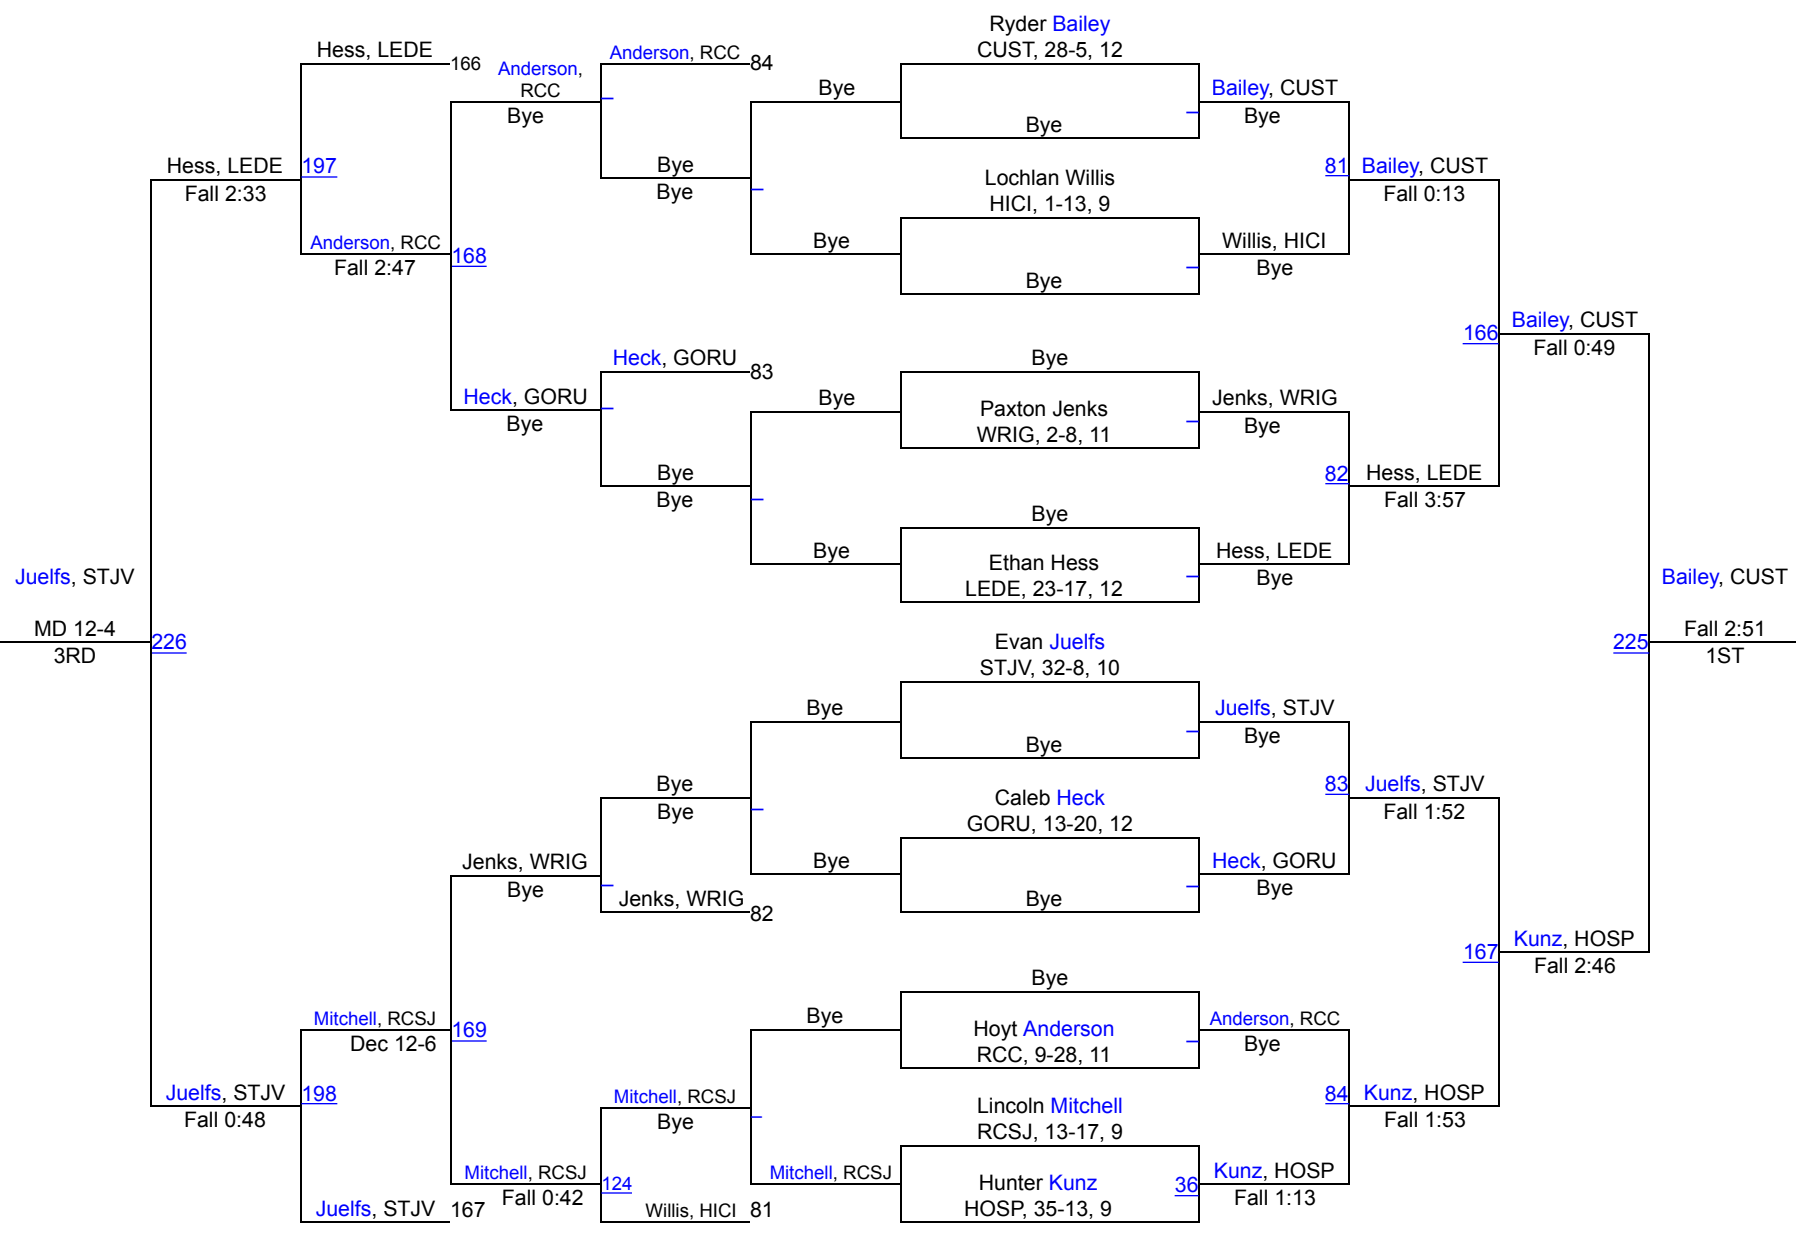 Ryder Bailey
CUST, 28-5, 12
Hess, LEDE
166
Anderson,
RCC
Bye
Anderson, RCC
84
Bye
Bye
Bailey, CUST
Bye
Hess, LEDE
Fall 2:33
197
Bye
Bye
Lochlan Willis
HICI, 1-13, 9
81
Bailey, CUST
Fall 0:13
Anderson, RCC
Fall 2:47
168
Bye
Bye
Willis, HICI
Bye
166
Bailey, CUST
Fall 0:49
Heck, GORU
83
Bye
Heck, GORU
Bye
Bye
Paxton Jenks
WRIG, 2-8, 11
Jenks, WRIG
Bye
Bye
Bye
82
Hess, LEDE
Fall 3:57
Bye
Bye
Ethan Hess
LEDE, 23-17, 12
Hess, LEDE
Bye
Juelfs, STJV
MD 12-4
3RD
226
Bailey, CUST
Fall 2:51
1ST
225
Evan Juelfs
STJV, 32-8, 10
Bye
Bye
Juelfs, STJV
Bye
Bye
Bye
Caleb Heck
GORU, 13-20, 12
83
Juelfs, STJV
Fall 1:52
Jenks, WRIG
Bye
Bye
Bye
Heck, GORU
Bye
Jenks, WRIG
82
167
Kunz, HOSP
Fall 2:46
Bye
Mitchell, RCSJ
Dec 12-6
169
Bye
Hoyt Anderson
RCC, 9-28, 11
Anderson, RCC
Bye
Juelfs, STJV
Fall 0:48
198
Mitchell, RCSJ
Bye
Lincoln Mitchell
RCSJ, 13-17, 9
84
Kunz, HOSP
Fall 1:53
Mitchell, RCSJ
Fall 0:42
124
Mitchell, RCSJ
Hunter Kunz
HOSP, 35-13, 9
36
Kunz, HOSP
Fall 1:13
Juelfs, STJV
167
Willis, HICI
81